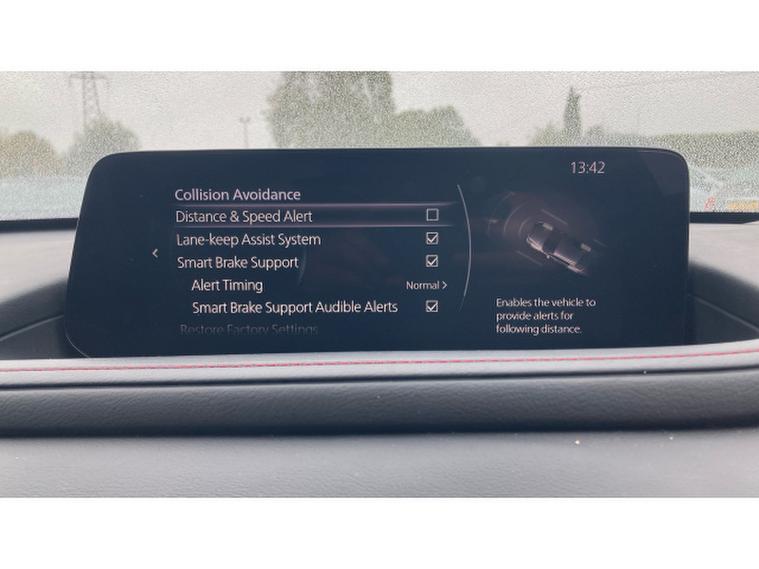 13:42
Collision Avoidance
Distance & Speed Alert
Lane-keep Assist System
Smart Brake Support
Alert Timing Normal >
Smart Brake Support Audible Alerts
Restore Factory Settings
Enables the vehicle to
provide alerts for
following distance.